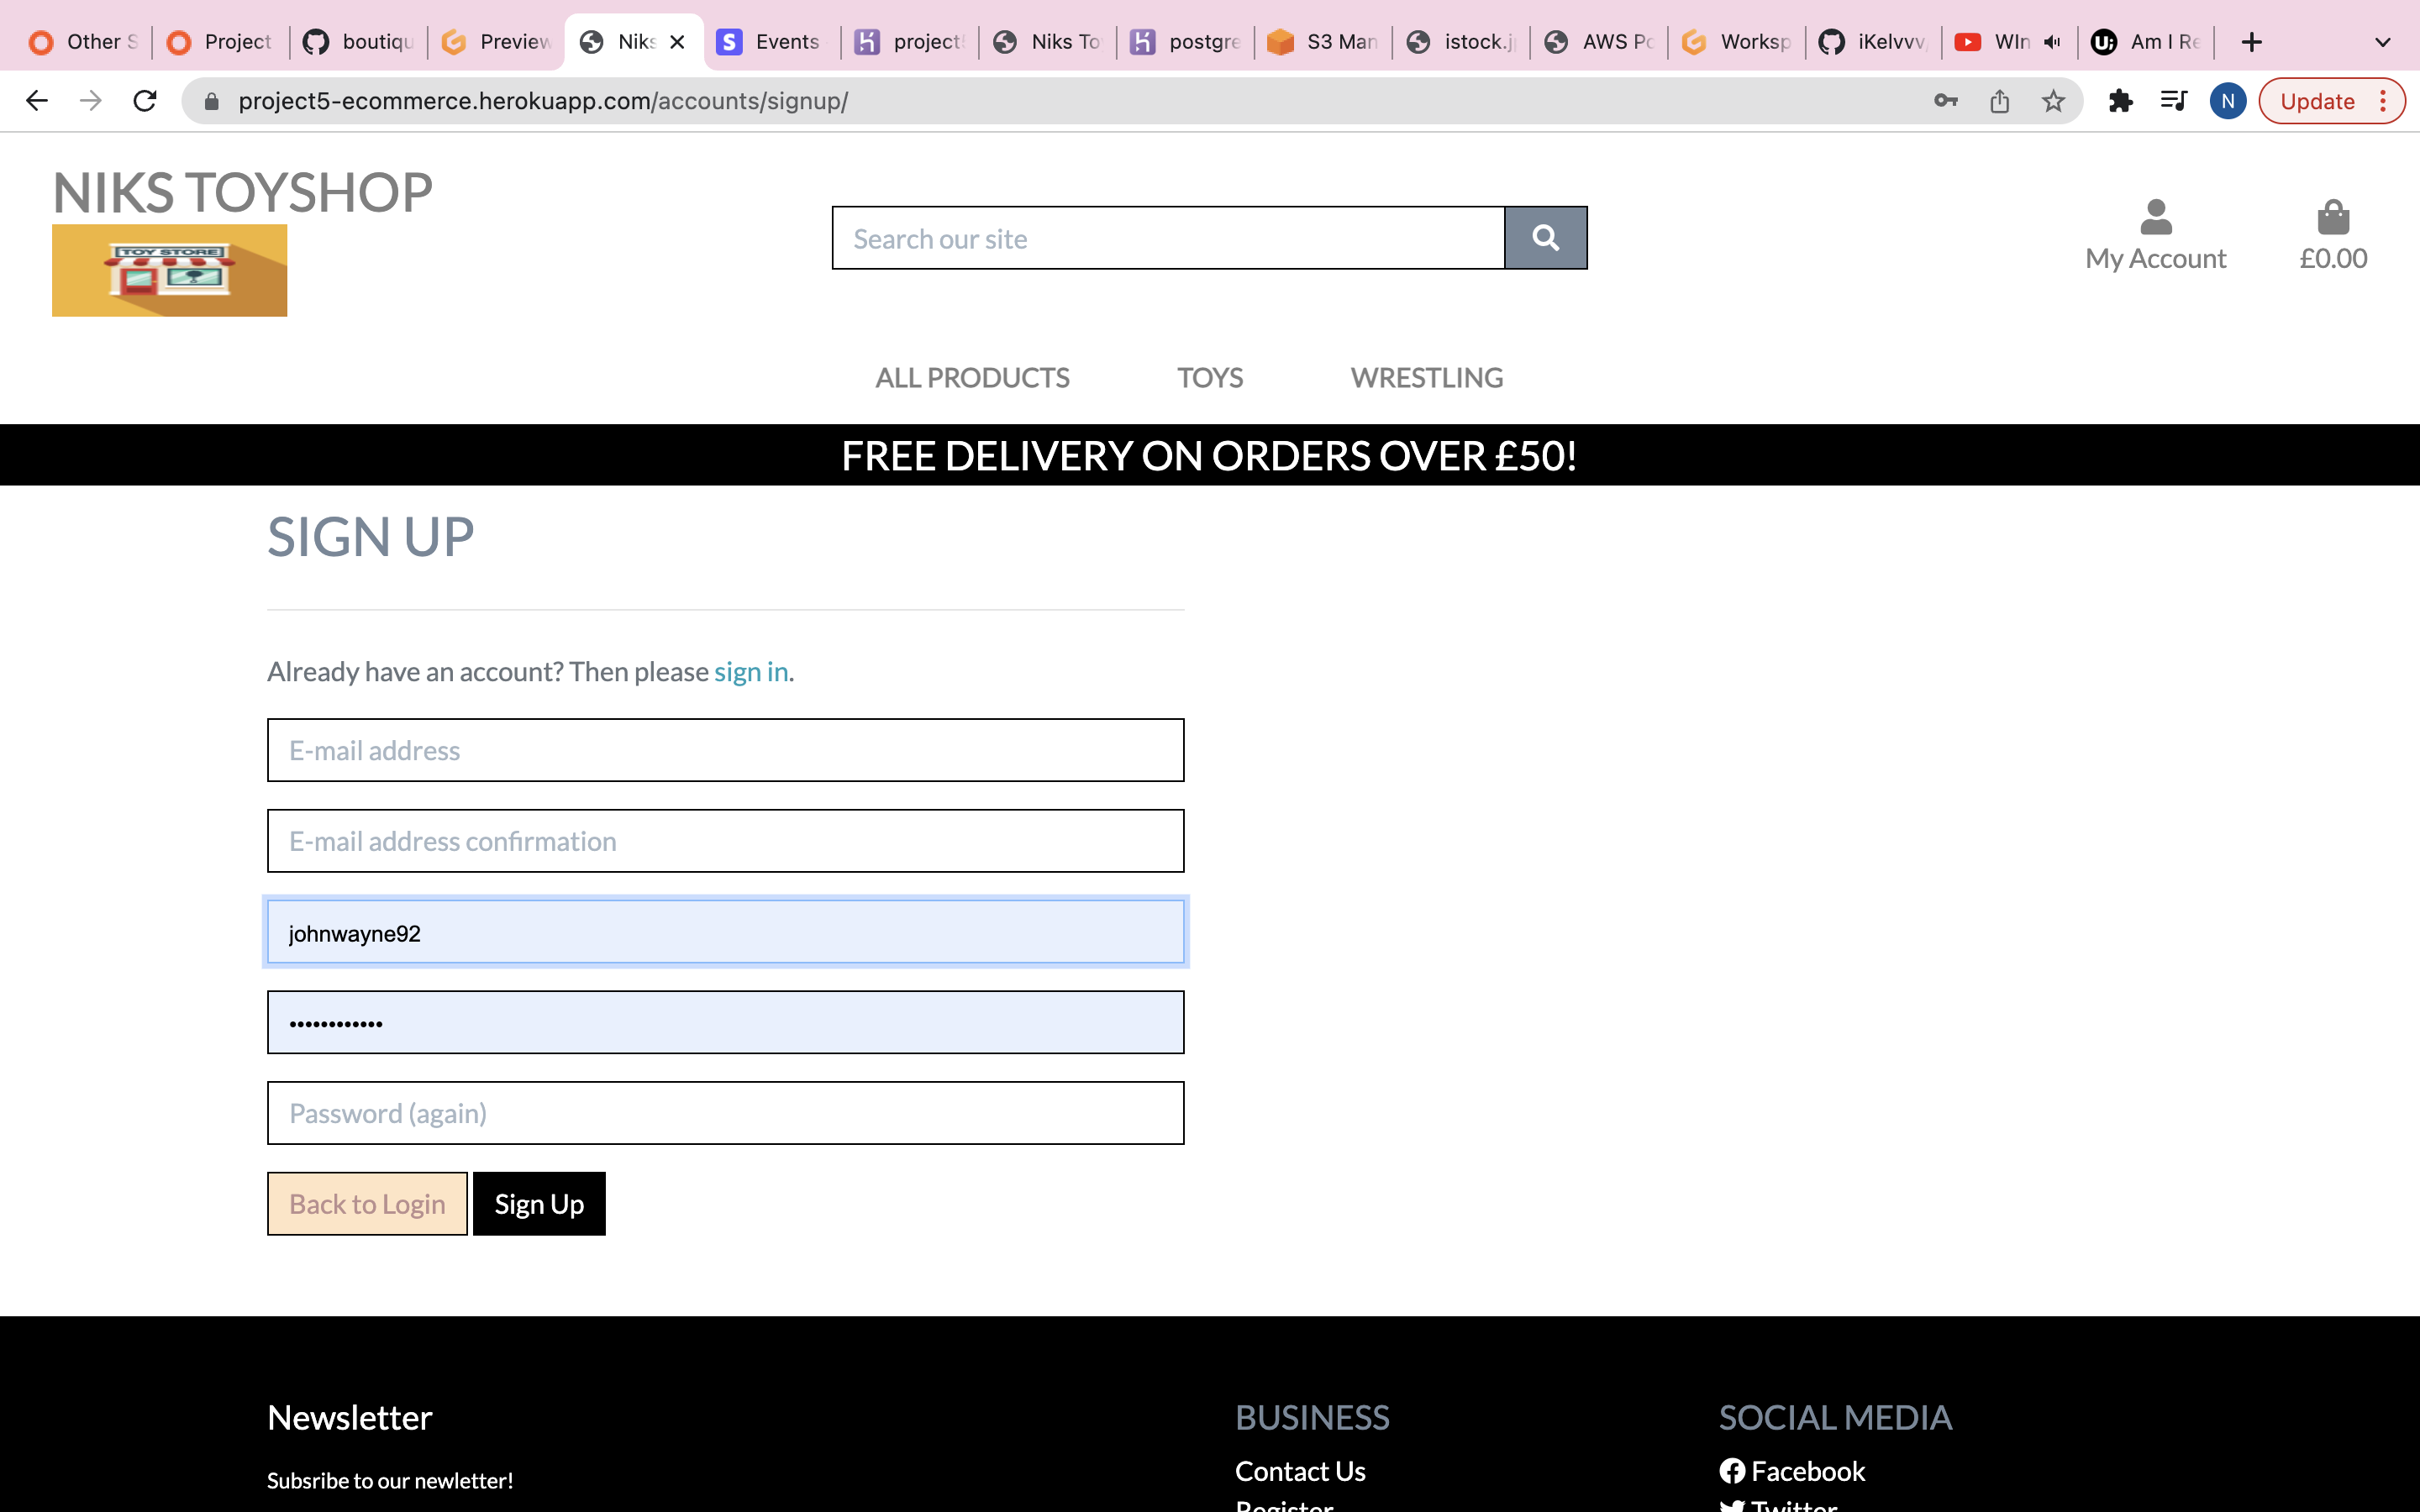 Other S Project boutiqu Preview Niks Events project5 Niks To postgre S3 Man istock.j AWS Po Worksp iKelvvv WIn Am I Re
project5-ecommerce.herokuapp.com/accounts/signup/ N Update
NIKS TOYSHOP
TOY STORE
Search our site
My Account £0.00
ALL PRODUCTS TOYS WRESTLING
FREE DELIVERY ON ORDERS OVER £50!
SIGN UP
Already have an account? Then please sign in.
E-mail address
E-mail address confirmation
johnwayne92
••••••••••••
Password (again)
Back to Login Sign Up
Newsletter BUSINESS SOCIAL MEDIA
Subsribe to our newletter! Contact Us Facebook
Register Twitter